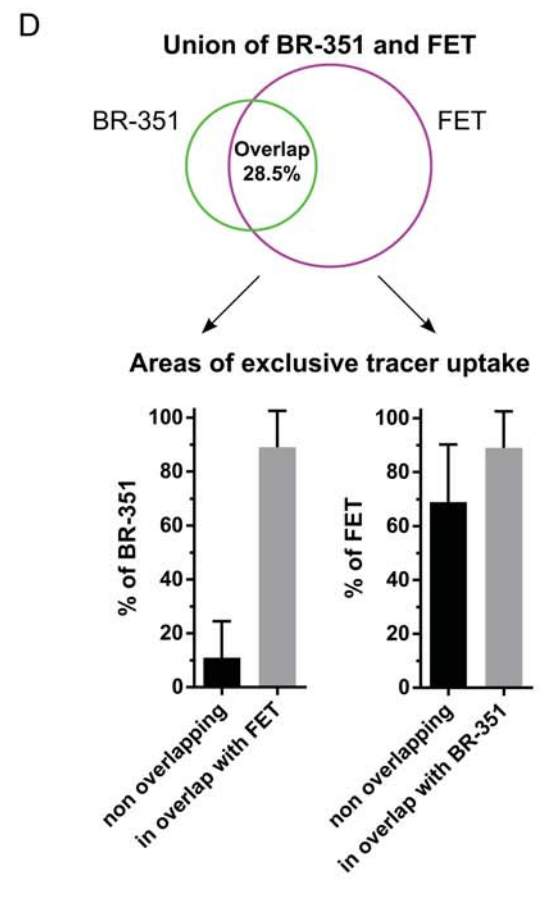 D
Union of BR-351 and FET
BR-351
FET
Overlap
28.5%
Areas of exclusive tracer uptake
% of BR-351
100
80
60
40
20
0
non overlapping
in overlap with FET
% of FET
100
80
60
40
20
0
non overlapping
in overlap with BR-351